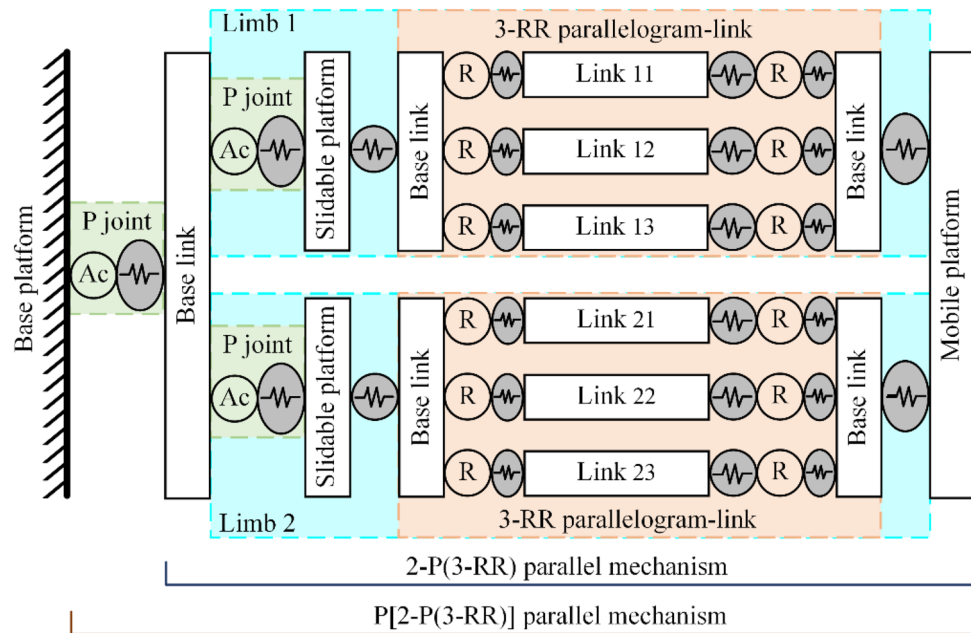 Limb 1
3-RR parallelogram-link
Base platform
P joint
Ac
Base link
P joint
Ac
Slidable platform
Base link
R
Link 11
R
R
Link 12
R
R
Link 13
R
Base link
Mobile platform
P joint
Ac
Slidable platform
Base link
R
Link 21
R
R
Link 22
R
R
Link 23
R
Base link
Limb 2
3-RR parallelogram-link
2-P(3-RR) parallel mechanism
P[2-P(3-RR)] parallel mechanism